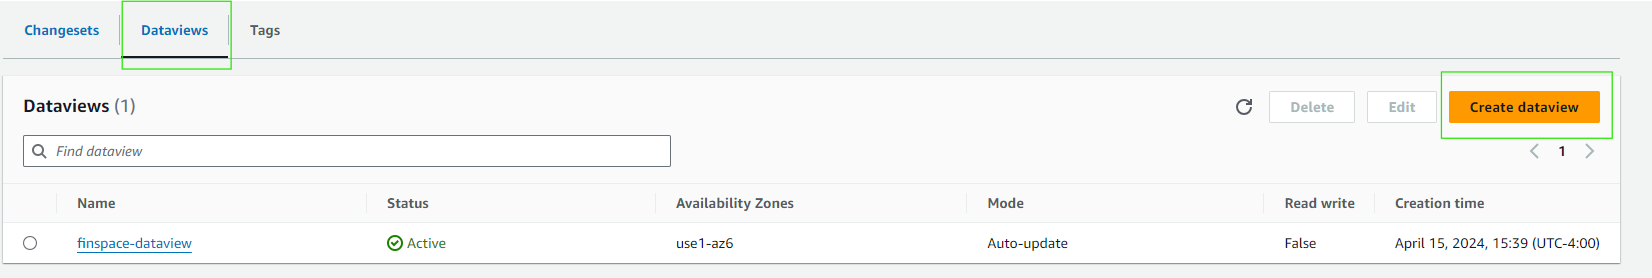 Changesets Dataviews Tags
Dataviews (1) Delete Edit Create dataview
Find dataview 1
Name Status Availability Zones Mode Read write Creation time
finspace-dataview Active use1-az6 Auto-update False April 15, 2024, 15:39 (UTC-4:00)